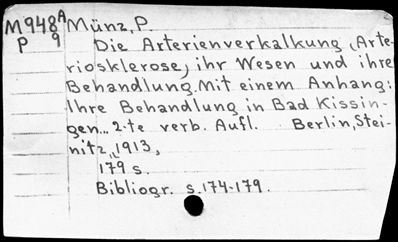 M948A Münz, P.
P 9 Die Arterienverkalkung (Arte-
riosklerose, ihr Wesen und ihre
Behandlung. Mit einem Anhang:
Ihre Behandlung in Bad Kissin-
gen... 2-te verb. Aufl. Berlin, Stei-
nitz, 1913,
179 s.
Bibliogr. s. 174-179.